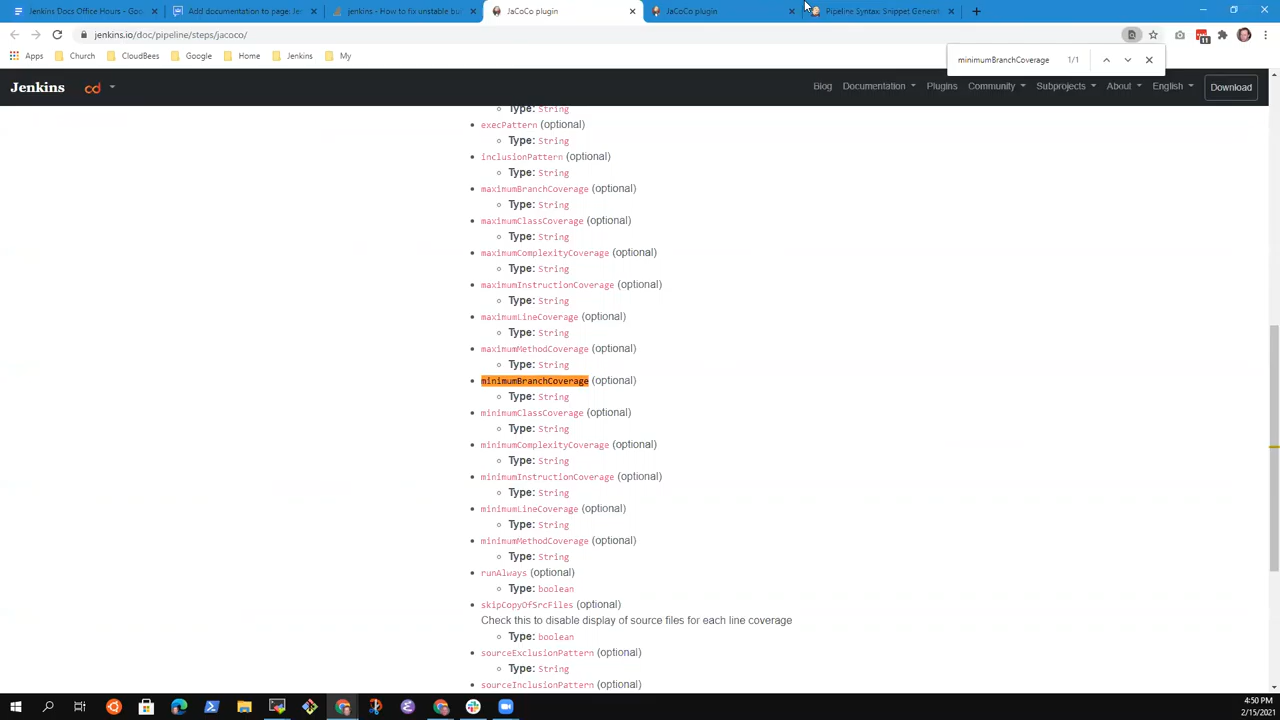 Jenkins Docs Office Hours - Goo
Add documentation to page: Je
jenkins - How to fix unstable bu
JaCoCo plugin
JaCoCo plugin
Pipeline Syntax: Snippet Generat
jenkins.io/doc/pipeline/steps/jacoco/
11
Apps
Church
CloudBees
Google
Home
Jenkins
My
minimumBranchCoverage 1/1
Jenkins
cd
Blog
Documentation
Plugins
Community
Subprojects
About
English
Download
Type: String
execPattern (optional)
Type: String
inclusionPattern (optional)
Type: String
maximumBranchCoverage (optional)
Type: String
maximumClassCoverage (optional)
Type: String
maximumComplexityCoverage (optional)
Type: String
maximumInstructionCoverage (optional)
Type: String
maximumLineCoverage (optional)
Type: String
maximumMethodCoverage (optional)
Type: String
minimumBranchCoverage (optional)
Type: String
minimumClassCoverage (optional)
Type: String
minimumComplexityCoverage (optional)
Type: String
minimumInstructionCoverage (optional)
Type: String
minimumLineCoverage (optional)
Type: String
minimumMethodCoverage (optional)
Type: String
runAlways (optional)
Type: boolean
skipCopyOfSrcFiles (optional)
Check this to disable display of source files for each line coverage
Type: boolean
sourceExclusionPattern (optional)
Type: String
sourceInclusionPattern (optional)
4:50 PM
2/15/2021